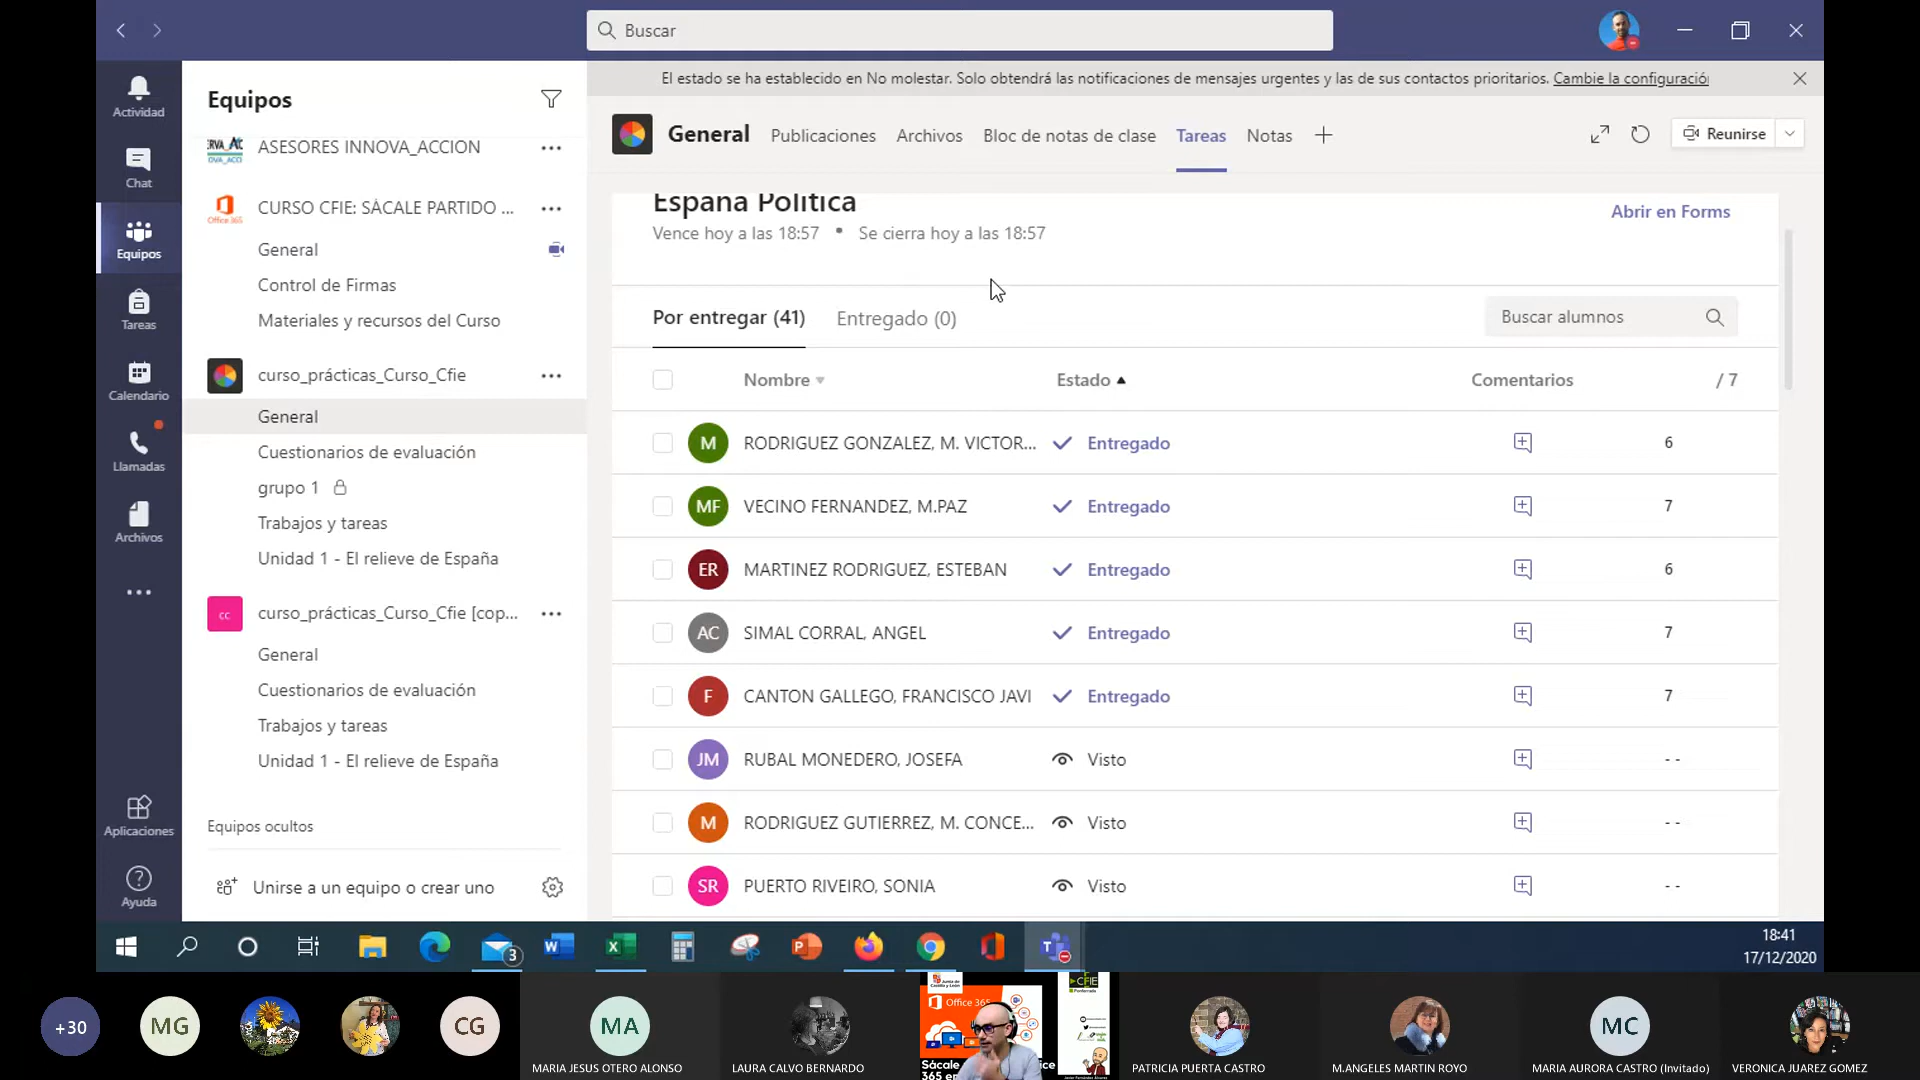 Buscar
El estado se ha establecido en No molestar. Solo obtendrá las notificaciones de mensajes urgentes y las de sus contactos prioritarios. Cambie la configuració
Actividad
Chat
Equipos
Tareas
Calendario
Llamadas
Archivos
Aplicaciones
Ayuda
Equipos
ASESORES INNOVA_ACCION
Office 365
CURSO CFIE: SÁCALE PARTIDO ...
General
Control de Firmas
Materiales y recursos del Curso
curso_prácticas_Curso_Cfie
General
Cuestionarios de evaluación
grupo 1
Trabajos y tareas
Unidad 1 - El relieve de España
cc
curso_prácticas_Curso_Cfie [cop...
General
Cuestionarios de evaluación
Trabajos y tareas
Unidad 1 - El relieve de España
Equipos ocultos
Unirse a un equipo o crear uno
General Publicaciones Archivos Bloc de notas de clase Tareas Notas Reunirse
España Política
Abrir en Forms
Vence hoy a las 18:57 • Se cierra hoy a las 18:57
Por entregar (41) Entregado (0) Buscar alumnos
Nombre Estado Comentarios / 7
M RODRIGUEZ GONZALEZ, M. VICTOR... Entregado 6
MF VECINO FERNANDEZ, M.PAZ Entregado 7
ER MARTINEZ RODRIGUEZ, ESTEBAN Entregado 6
AC SIMAL CORRAL, ANGEL Entregado 7
F CANTON GALLEGO, FRANCISCO JAVI Entregado 7
JM RUBAL MONEDERO, JOSEFA Visto - -
M RODRIGUEZ GUTIERREZ, M. CONCE... Visto - -
SR PUERTO RIVEIRO, SONIA Visto - -
3
18:41
17/12/2020
+30
MG
CG
MA
MARIA JESUS OTERO ALONSO
LAURA CALVO BERNARDO
Office 365
CFIE
Sácale
365 en
PATRICIA PUERTA CASTRO
M.ANGELES MARTIN ROYO
MC
MARIA AURORA CASTRO (Invitado)
VERONICA JUAREZ GOMEZ